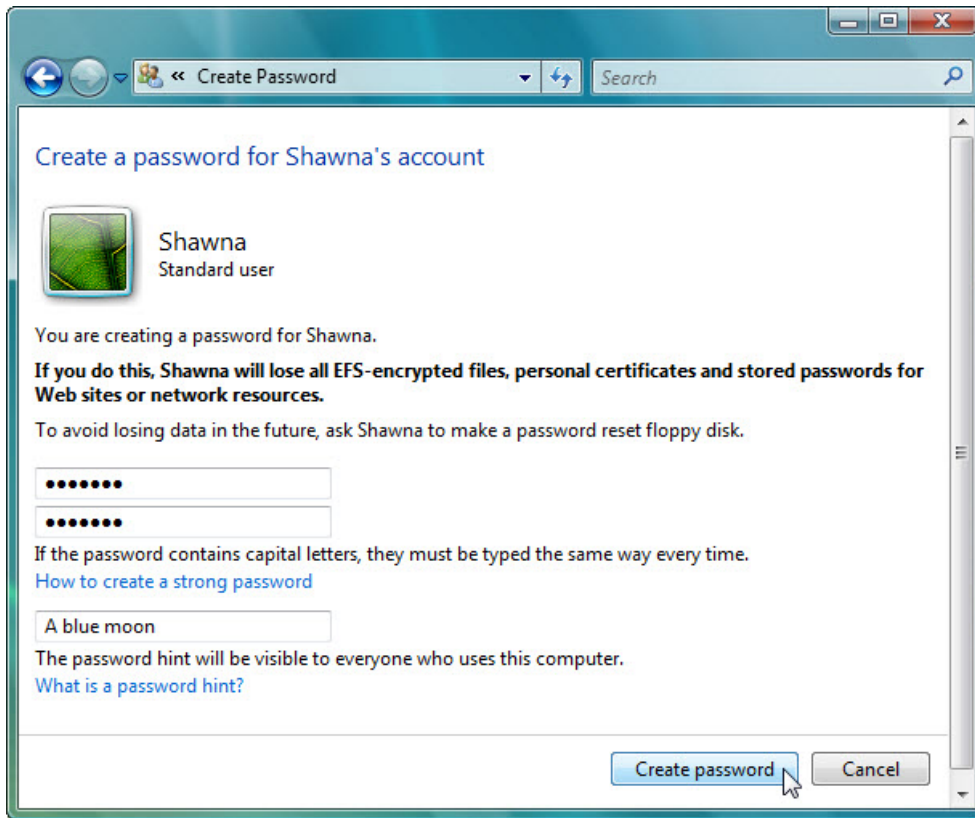 « Create Password
Search
Create a password for Shawna's account
Shawna
Standard user
You are creating a password for Shawna.
If you do this, Shawna will lose all EFS-encrypted files, personal certificates and stored passwords for
Web sites or network resources.
To avoid losing data in the future, ask Shawna to make a password reset floppy disk.
•••••••
•••••••
If the password contains capital letters, they must be typed the same way every time.
How to create a strong password
A blue moon
The password hint will be visible to everyone who uses this computer.
What is a password hint?
Create password
Cancel